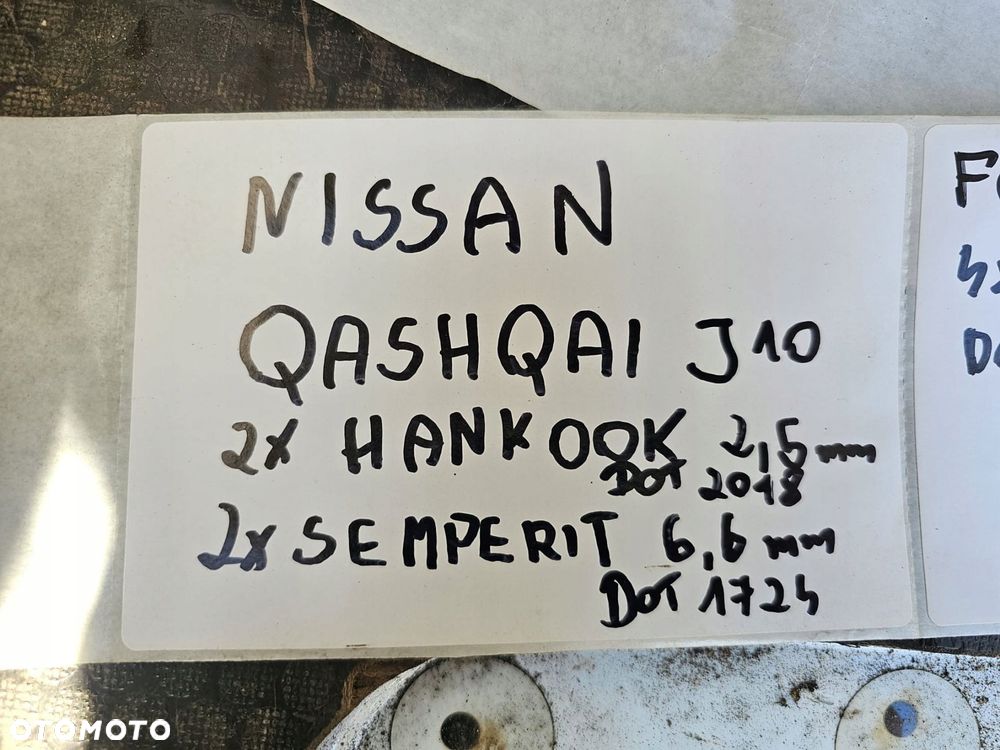 NISSAN
QASHQAI J10
2X HANKOOK 2,5 mm
DOT 2018
2X SEMPERIT 6,6 mm
DOT 1724
OTOMOTO